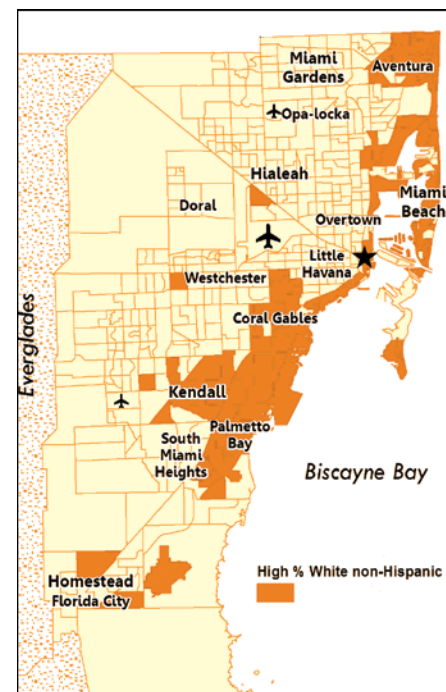 Miami
Gardens
Aventura
Opa-locka
Hialeah
Doral
Miami
Beach
Overtown
Little
Havana
Westchester
Coral Gables
Everglades
Kendall
Palmetto
Bay
South
Miami
Heights
Biscayne Bay
High % White non-Hispanic
Homestead
Florida City